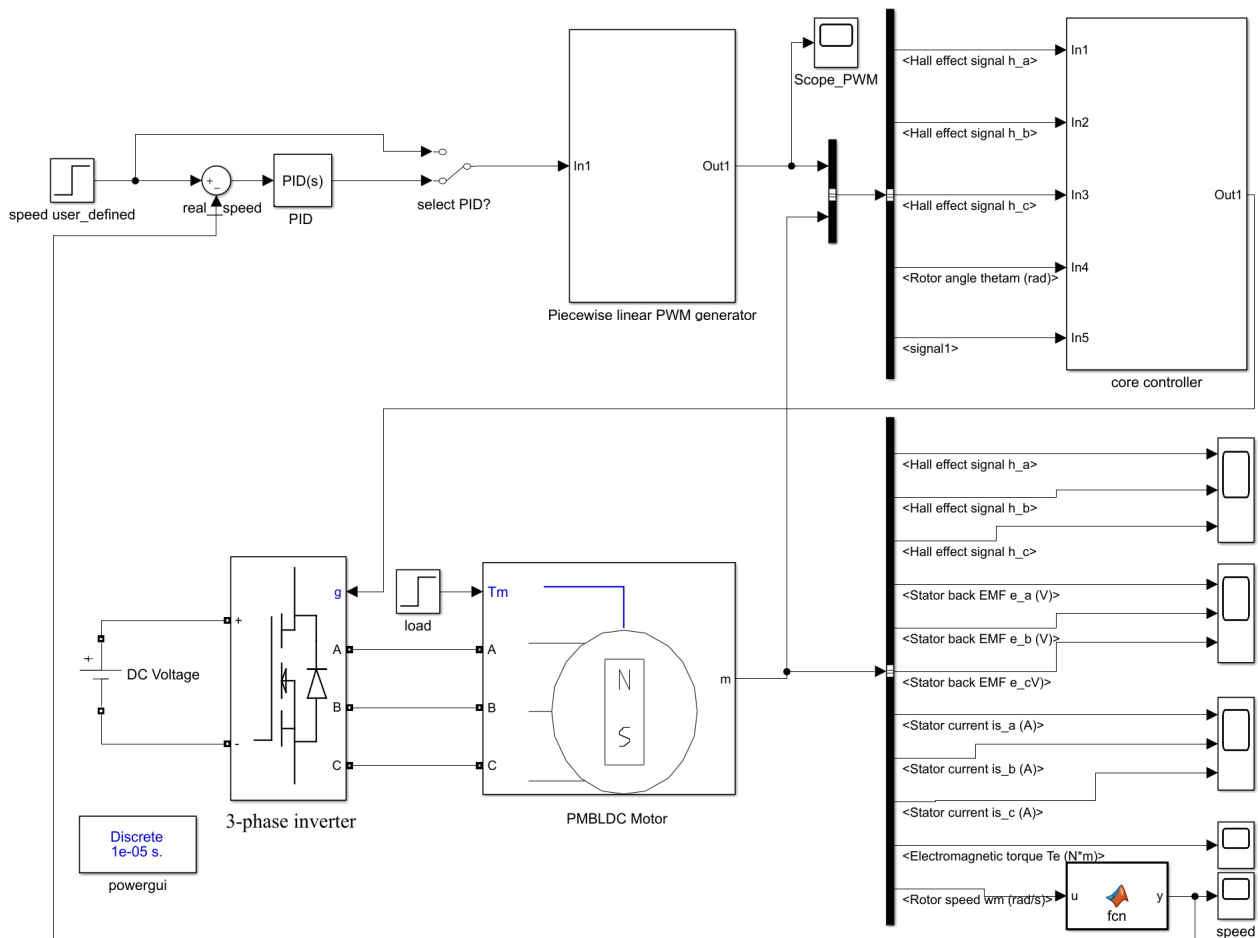 Scope_PWM
<Hall effect signal h_a>
In1
<Hall effect signal h_b>
In2
In1
Out1
PID(s)
speed user_defined
real_speed
PID
select PID?
<Hall effect signal h_c>
In3
Out1
<Rotor angle thetam (rad)>
In4
Piecewise linear PWM generator
<signal1>
In5
core controller
<Hall effect signal h_a>
<Hall effect signal h_b>
<Hall effect signal h_c>
g
load
Tm
<Stator back EMF e_a (V)>
<Stator back EMF e_b (V)>
<Stator back EMF e_cV)>
+
+
A
A
DC Voltage
N
m
B
B
S
-
C
C
<Stator current is_a (A)>
<Stator current is_b (A)>
<Stator current is_c (A)>
3-phase inverter
PMBLDC Motor
Discrete
1e-05 s.
powergui
<Electromagnetic torque Te (N*m)>
<Rotor speed wm (rad/s)>
u
y
fcn
speed